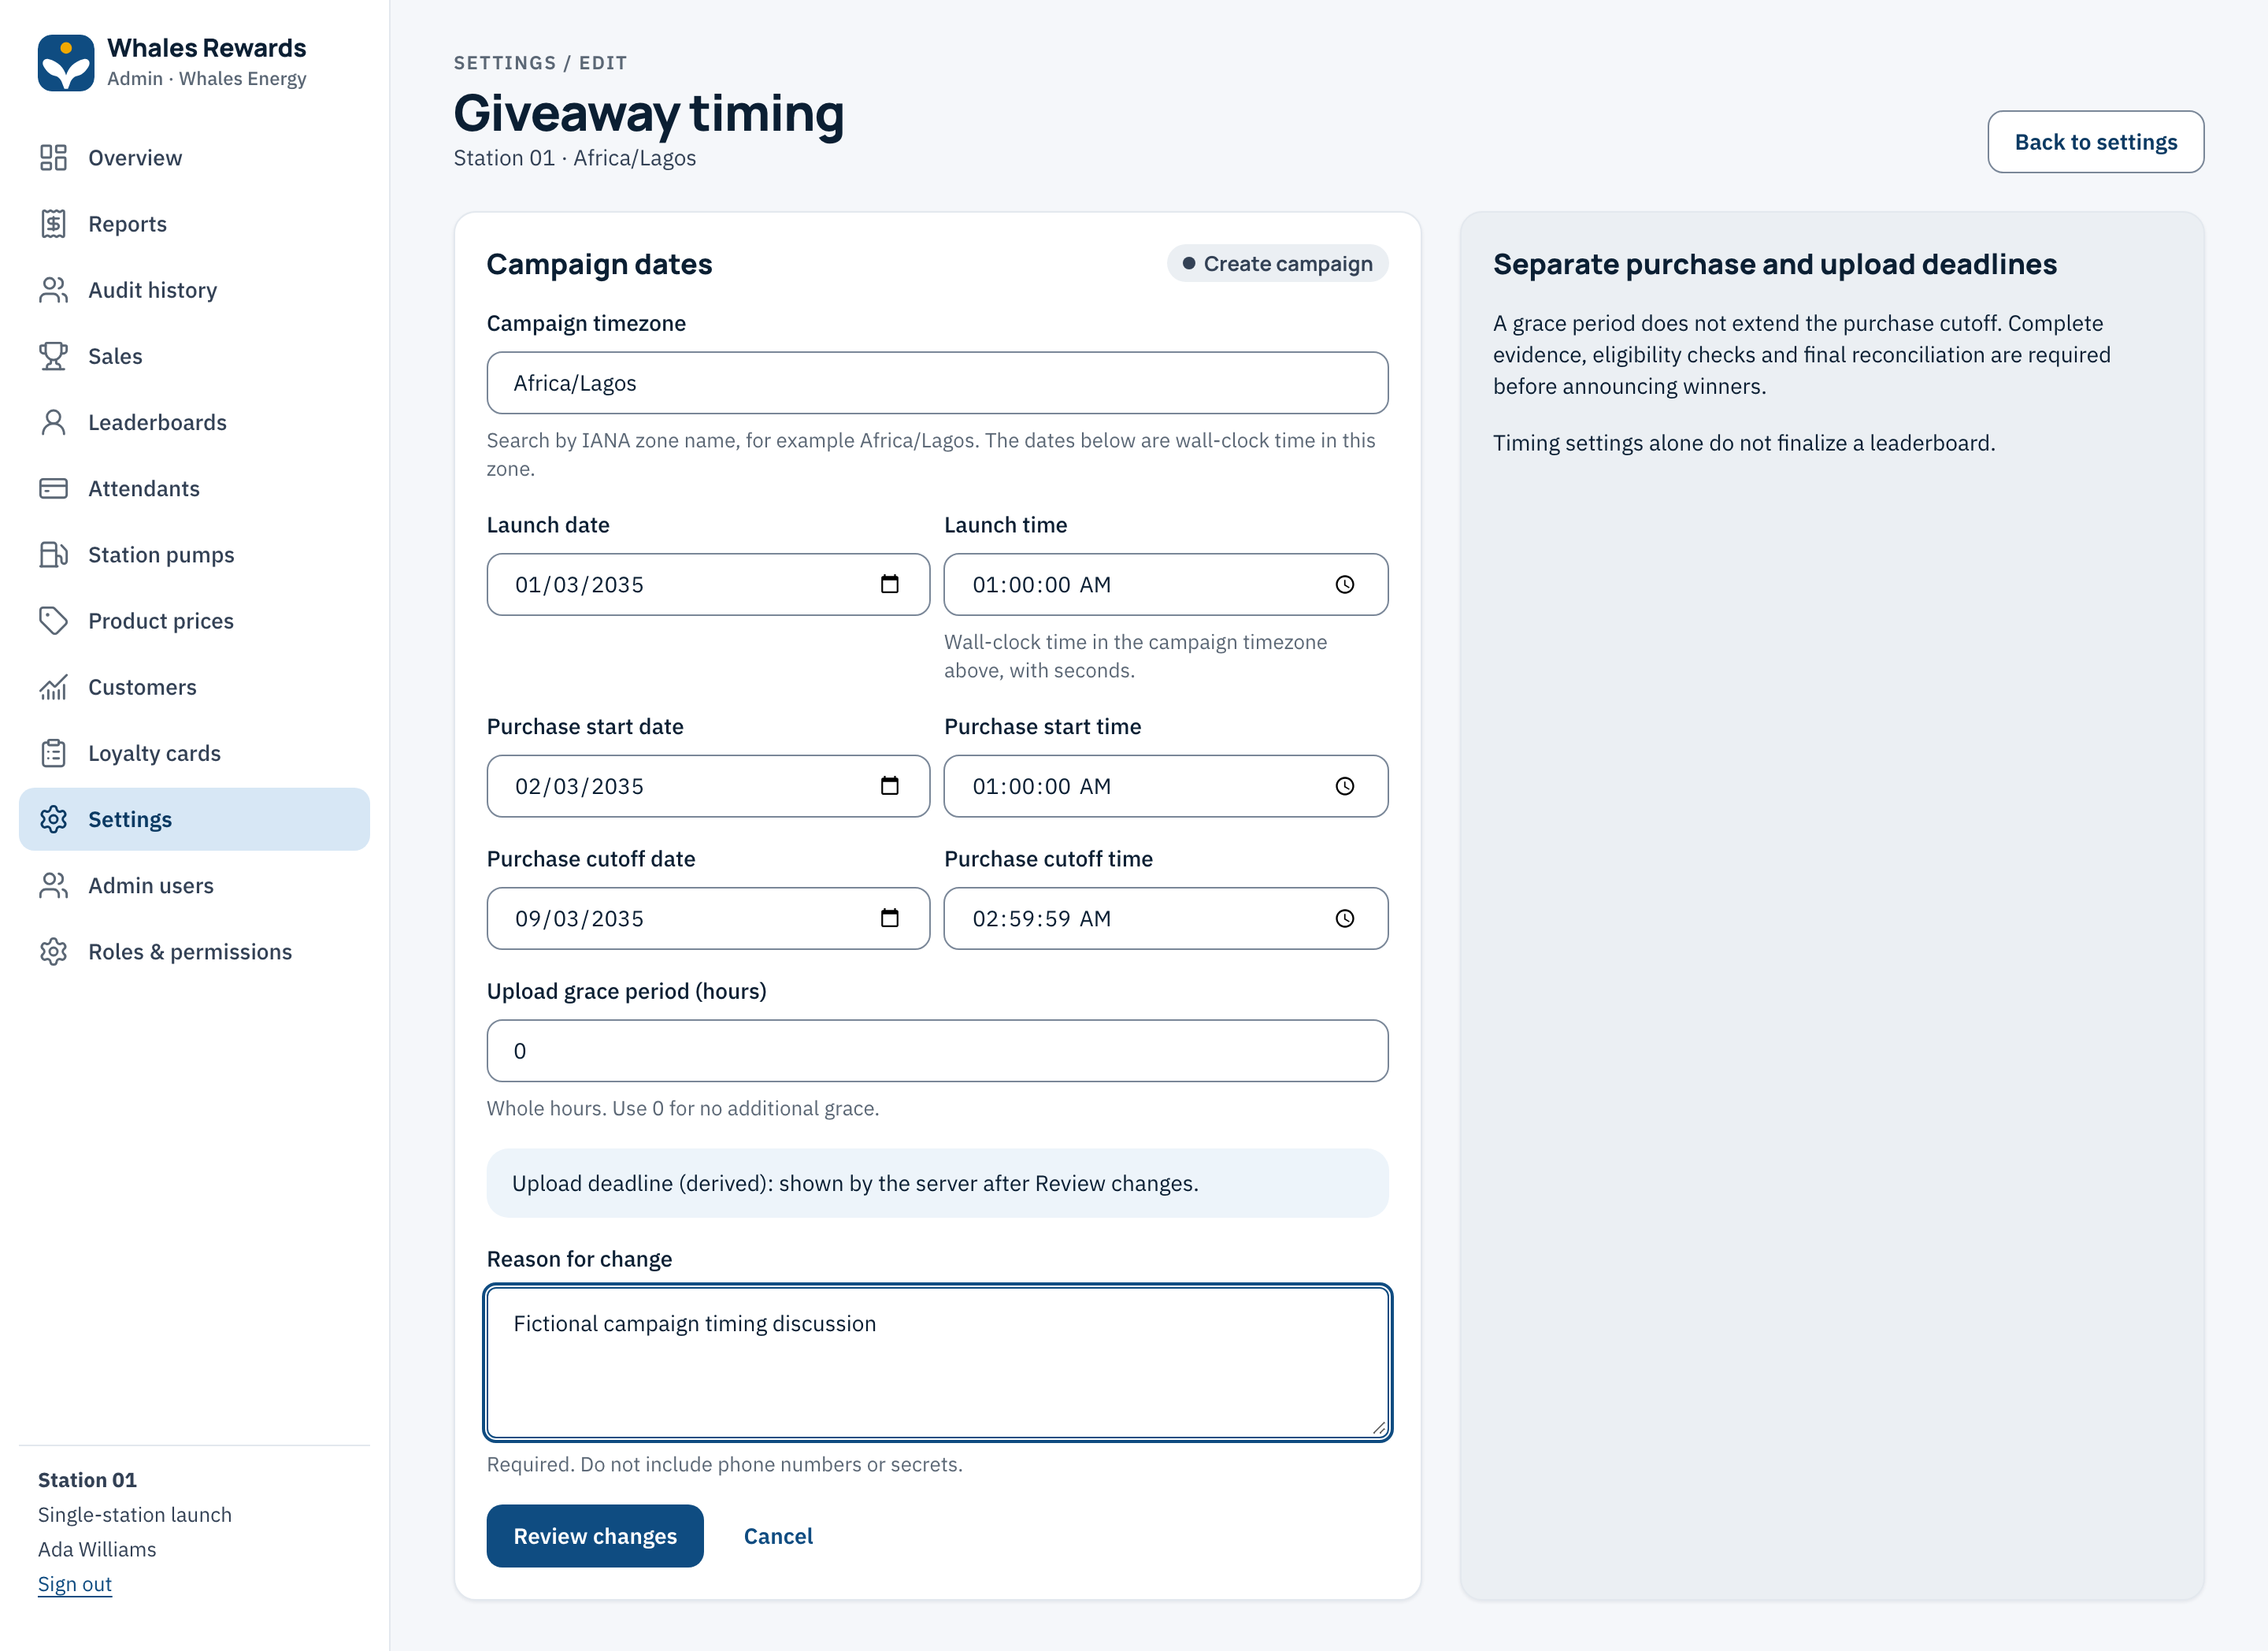 Whales Rewards
Admin · Whales Energy
Overview
Reports
Audit history
Sales
Leaderboards
Attendants
Station pumps
Product prices
Customers
Loyalty cards
Settings
Admin users
Roles & permissions
Station 01
Single-station launch
Ada Williams
Sign out
SETTINGS / EDIT
Giveaway timing
Station 01 · Africa/Lagos
Back to settings
Campaign dates
Create campaign
Campaign timezone
Africa/Lagos
Search by IANA zone name, for example Africa/Lagos. The dates below are wall-clock time in this
zone.
Launch date
Launch time
01/03/2035
01:00:00 AM
Wall-clock time in the campaign timezone
above, with seconds.
Purchase start date
Purchase start time
02/03/2035
01:00:00 AM
Purchase cutoff date
Purchase cutoff time
09/03/2035
02:59:59 AM
Upload grace period (hours)
0
Whole hours. Use 0 for no additional grace.
Upload deadline (derived): shown by the server after Review changes.
Reason for change
Fictional campaign timing discussion
Required. Do not include phone numbers or secrets.
Review changes
Cancel
Separate purchase and upload deadlines
A grace period does not extend the purchase cutoff. Complete
evidence, eligibility checks and final reconciliation are required
before announcing winners.
Timing settings alone do not finalize a leaderboard.